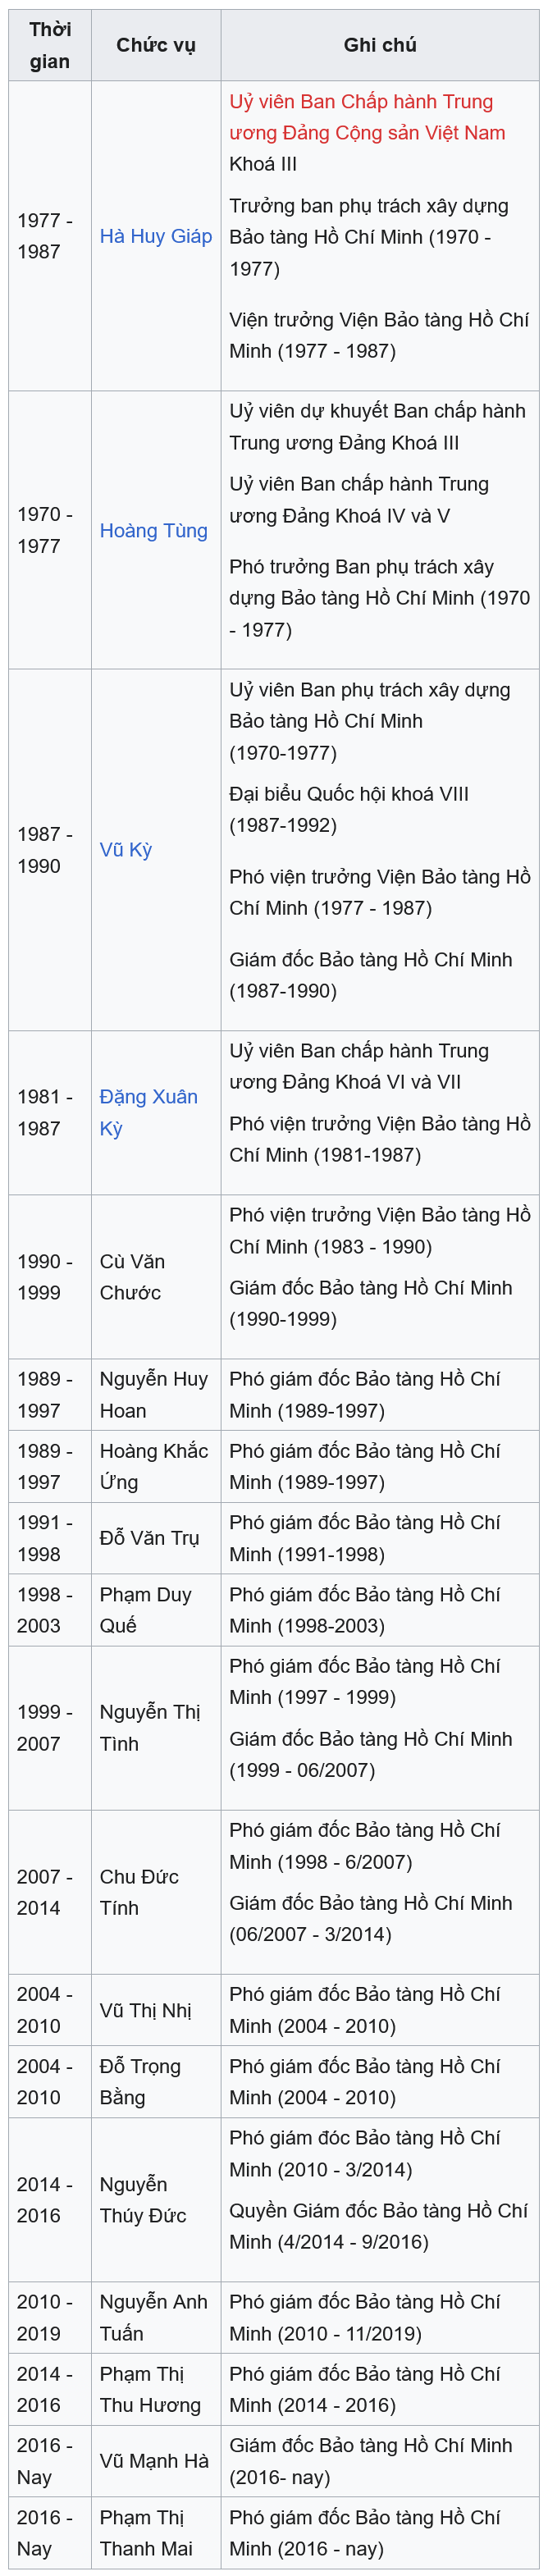 Thời
gian
Chức vụ
Ghi chú
1977 -
1987
Hà Huy Giáp
Uỷ viên Ban Chấp hành Trung
ương Đảng Cộng sản Việt Nam
Khoá III
Trưởng ban phụ trách xây dựng
Bảo tàng Hồ Chí Minh (1970 -
1977)
Viện trưởng Viện Bảo tàng Hồ Chí
Minh (1977 - 1987)
1970 -
1977
Hoàng Tùng
Uỷ viên dự khuyết Ban chấp hành
Trung ương Đảng Khoá III
Uỷ viên Ban chấp hành Trung
ương Đảng Khoá IV và V
Phó trưởng Ban phụ trách xây
dựng Bảo tàng Hồ Chí Minh (1970
- 1977)
1987 -
1990
Vũ Kỳ
Uỷ viên Ban phụ trách xây dựng
Bảo tàng Hồ Chí Minh
(1970-1977)
Đại biểu Quốc hội khoá VIII
(1987-1992)
Phó viện trưởng Viện Bảo tàng Hồ
Chí Minh (1977 - 1987)
Giám đốc Bảo tàng Hồ Chí Minh
(1987-1990)
1981 -
1987
Đặng Xuân
Kỳ
Uỷ viên Ban chấp hành Trung
ương Đảng Khoá VI và VII
Phó viện trưởng Viện Bảo tàng Hồ
Chí Minh (1981-1987)
1990 -
1999
Cù Văn
Chước
Phó viện trưởng Viện Bảo tàng Hồ
Chí Minh (1983 - 1990)
Giám đốc Bảo tàng Hồ Chí Minh
(1990-1999)
1989 -
1997
Nguyễn Huy
Hoan
Phó giám đốc Bảo tàng Hồ Chí
Minh (1989-1997)
1989 -
1997
Hoàng Khắc
Ứng
Phó giám đốc Bảo tàng Hồ Chí
Minh (1989-1997)
1991 -
1998
Đỗ Văn Trụ
Phó giám đốc Bảo tàng Hồ Chí
Minh (1991-1998)
1998 -
2003
Phạm Duy
Quế
Phó giám đốc Bảo tàng Hồ Chí
Minh (1998-2003)
1999 -
2007
Nguyễn Thị
Tình
Phó giám đốc Bảo tàng Hồ Chí
Minh (1997 - 1999)
Giám đốc Bảo tàng Hồ Chí Minh
(1999 - 06/2007)
2007 -
2014
Chu Đức
Tính
Phó giám đốc Bảo tàng Hồ Chí
Minh (1998 - 6/2007)
Giám đốc Bảo tàng Hồ Chí Minh
(06/2007 - 3/2014)
2004 -
2010
Vũ Thị Nhị
Phó giám đốc Bảo tàng Hồ Chí
Minh (2004 - 2010)
2004 -
2010
Đỗ Trọng
Bằng
Phó giám đốc Bảo tàng Hồ Chí
Minh (2004 - 2010)
2014 -
2016
Nguyễn
Thúy Đức
Phó giám đóc Bảo tàng Hồ Chí
Minh (2010 - 3/2014)
Quyền Giám đốc Bảo tàng Hồ Chí
Minh (4/2014 - 9/2016)
2010 -
2019
Nguyễn Anh
Tuấn
Phó giám đốc Bảo tàng Hồ Chí
Minh (2010 - 11/2019)
2014 -
2016
Phạm Thị
Thu Hương
Phó giám đốc Bảo tàng Hồ Chí
Minh (2014 - 2016)
2016 -
Nay
Vũ Mạnh Hà
Giám đốc Bảo tàng Hồ Chí Minh
(2016- nay)
2016 -
Nay
Phạm Thị
Thanh Mai
Phó giám đốc Bảo tàng Hồ Chí
Minh (2016 - nay)